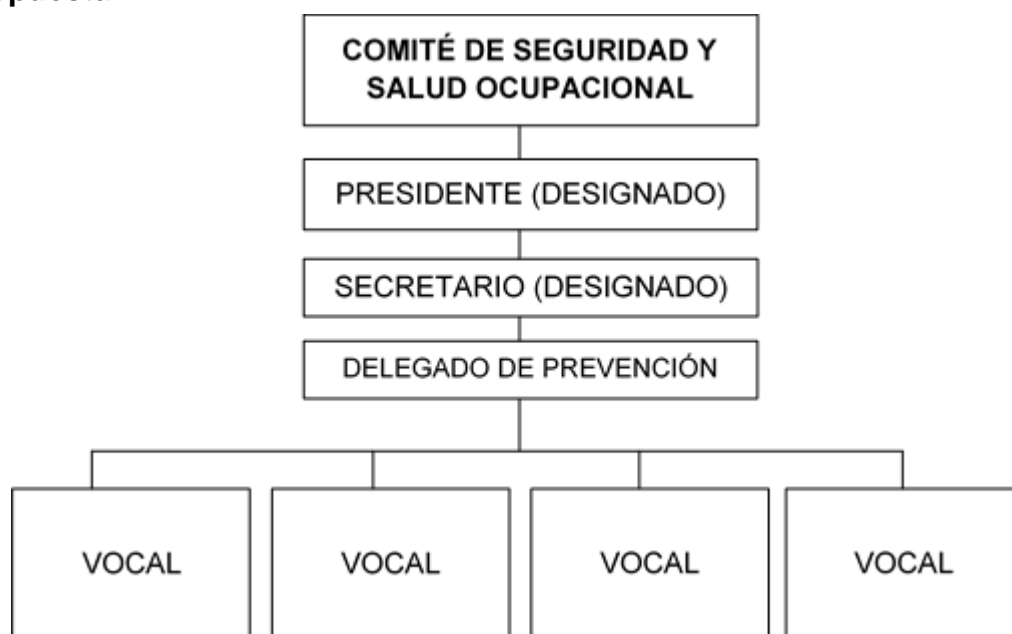 COMITÉ DE SEGURIDAD Y
SALUD OCUPACIONAL
PRESIDENTE (DESIGNADO)
SECRETARIO (DESIGNADO)
DELEGADO DE PREVENCIÓN
VOCAL VOCAL VOCAL VOCAL